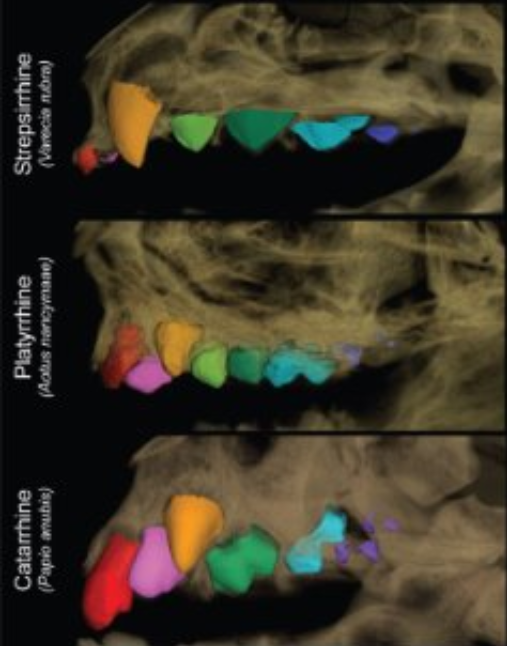 Strepsirrhine
(Varecia rubra)
Platyrrhine
(Aotus nancymaae)
Catarrhine
(Papio anubis)